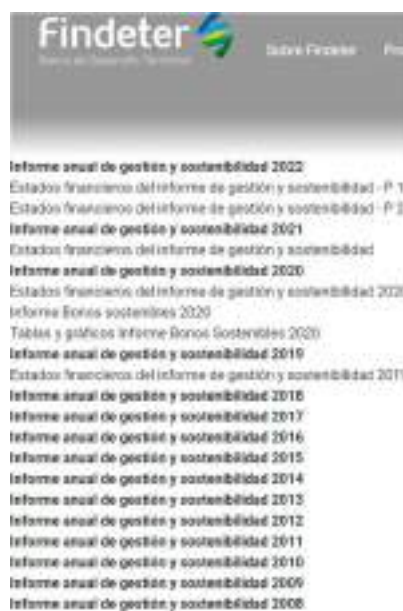 Findeter
Banca de Desarrollo Territorial
Sobre Findeter
Informe anual de gestión y sostenibilidad 2022
Estados financieros del informe de gestión y sostenibilidad - P 1
Estados financieros del informe de gestión y sostenibilidad - P 2
Informe anual de gestión y sostenibilidad 2021
Estados financieros del informe de gestión y sostenibilidad
Informe anual de gestión y sostenibilidad 2020
Estados financieros del informe de gestión y sostenibilidad 2020
Informe Bonos sostenibles 2020
Tablas y gráficos Informe Bonos Sostenibles 2020
Informe anual de gestión y sostenibilidad 2019
Estados financieros del informe de gestión y sostenibilidad 2019
Informe anual de gestión y sostenibilidad 2018
Informe anual de gestión y sostenibilidad 2017
Informe anual de gestión y sostenibilidad 2016
Informe anual de gestión y sostenibilidad 2015
Informe anual de gestión y sostenibilidad 2014
Informe anual de gestión y sostenibilidad 2013
Informe anual de gestión y sostenibilidad 2012
Informe anual de gestión y sostenibilidad 2011
Informe anual de gestión y sostenibilidad 2010
Informe anual de gestión y sostenibilidad 2009
Informe anual de gestión y sostenibilidad 2008